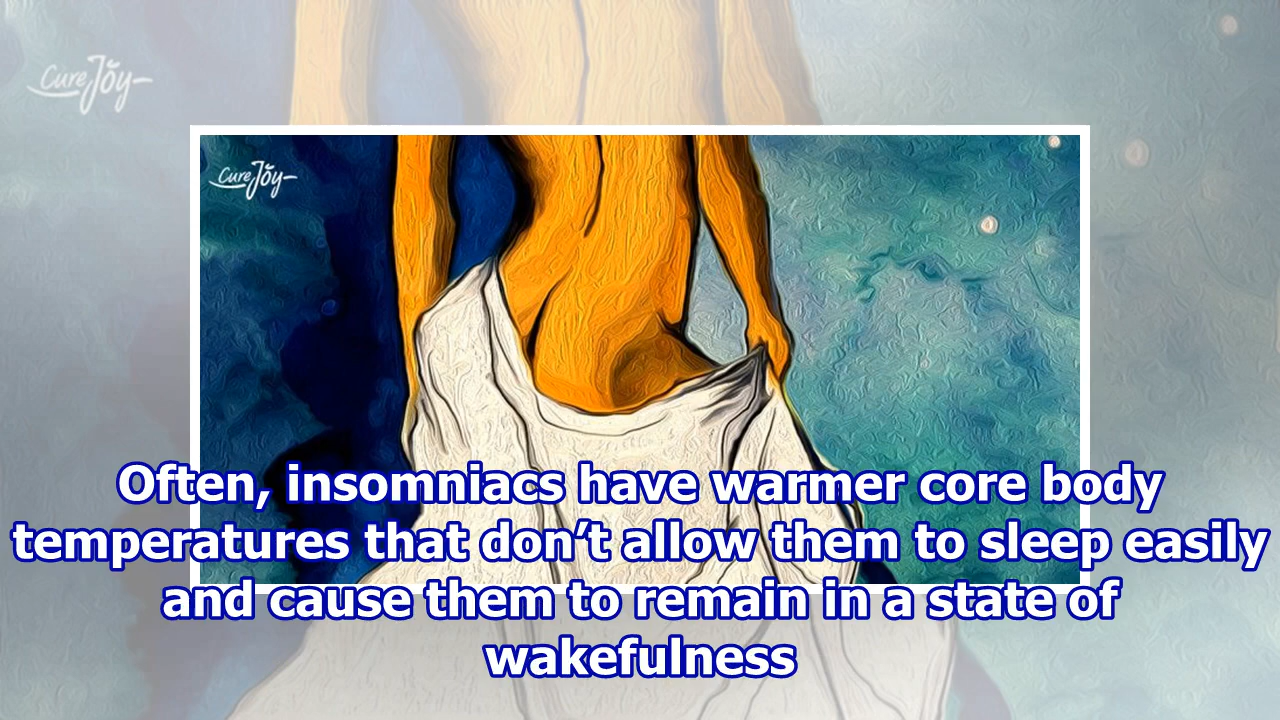 CureJoy
CureJoy
Often, insomniacs have warmer core body
temperatures that don’t allow them to sleep easily
and cause them to remain in a state of
wakefulness